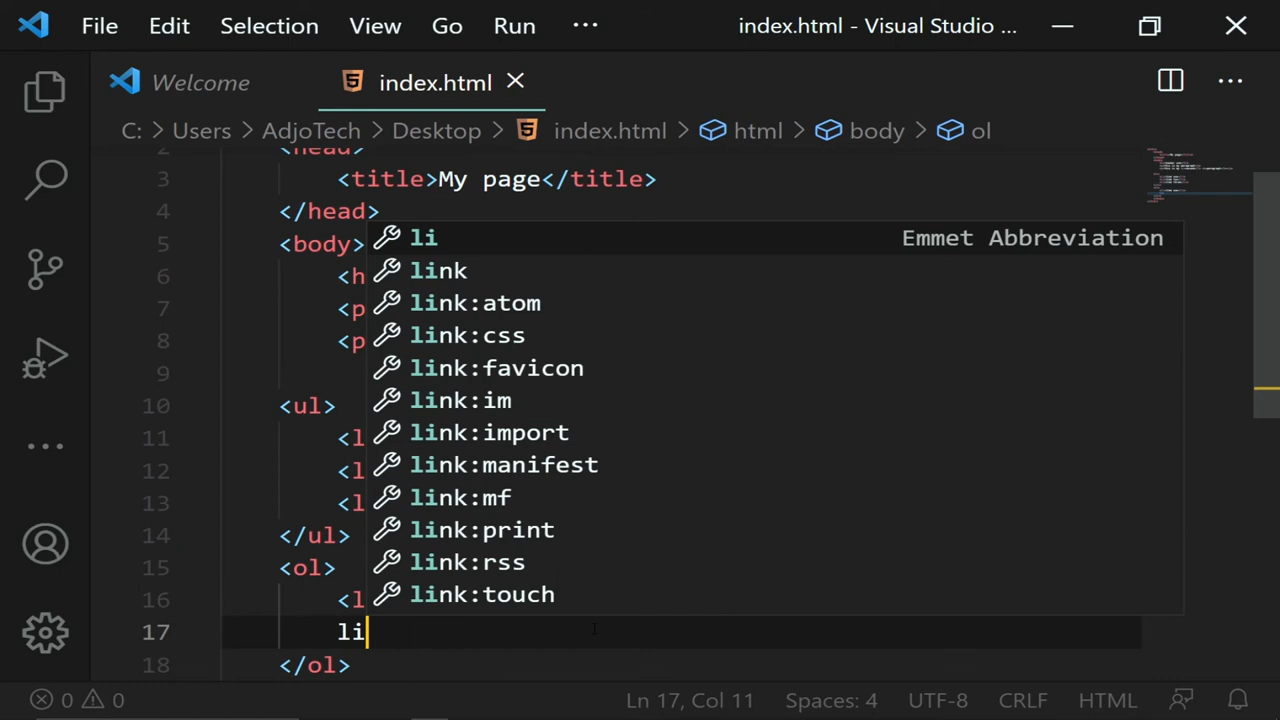 File Edit Selection View Go Run ··· index.html - Visual Studio ...
Welcome index.html
C: > Users > AdjoTech > Desktop > index.html > html > body > ol
2 <head>
3 <title>My page</title>
4 </head>
5 <body>
6 <h
7 <p
8 <p
9
10 <ul>
11 <l
12 <l
13 <l
14 </ul>
15 <ol>
16 <l
17 li
18 </ol>
li Emmet Abbreviation
link
link:atom
link:css
link:favicon
link:im
link:import
link:manifest
link:mf
link:print
link:rss
link:touch
0 0 Ln 17, Col 11 Spaces: 4 UTF-8 CRLF HTML